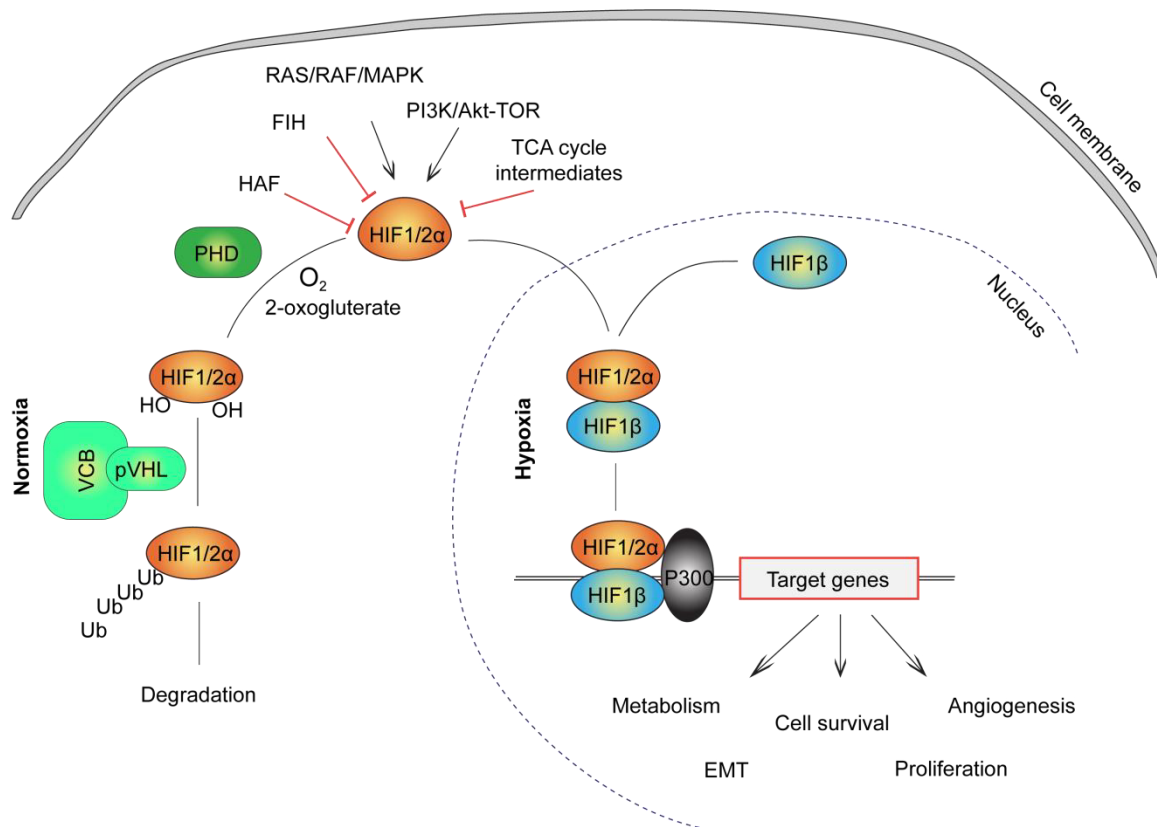 RAS/RAF/MAPK
PI3K/Akt-TOR
FIH
TCA cycle
intermediates
HAF
HIF1/2α
PHD
O2
2-oxogluterate
HIF1/2α
HO
OH
Normoxia
VCB
pVHL
HIF1/2α
Ub
Ub
Ub
Ub
Degradation
Cell membrane
Nucleus
HIF1β
Hypoxia
HIF1/2α
HIF1β
HIF1/2α
HIF1β
P300
Target genes
Metabolism
Cell survival
Angiogenesis
EMT
Proliferation